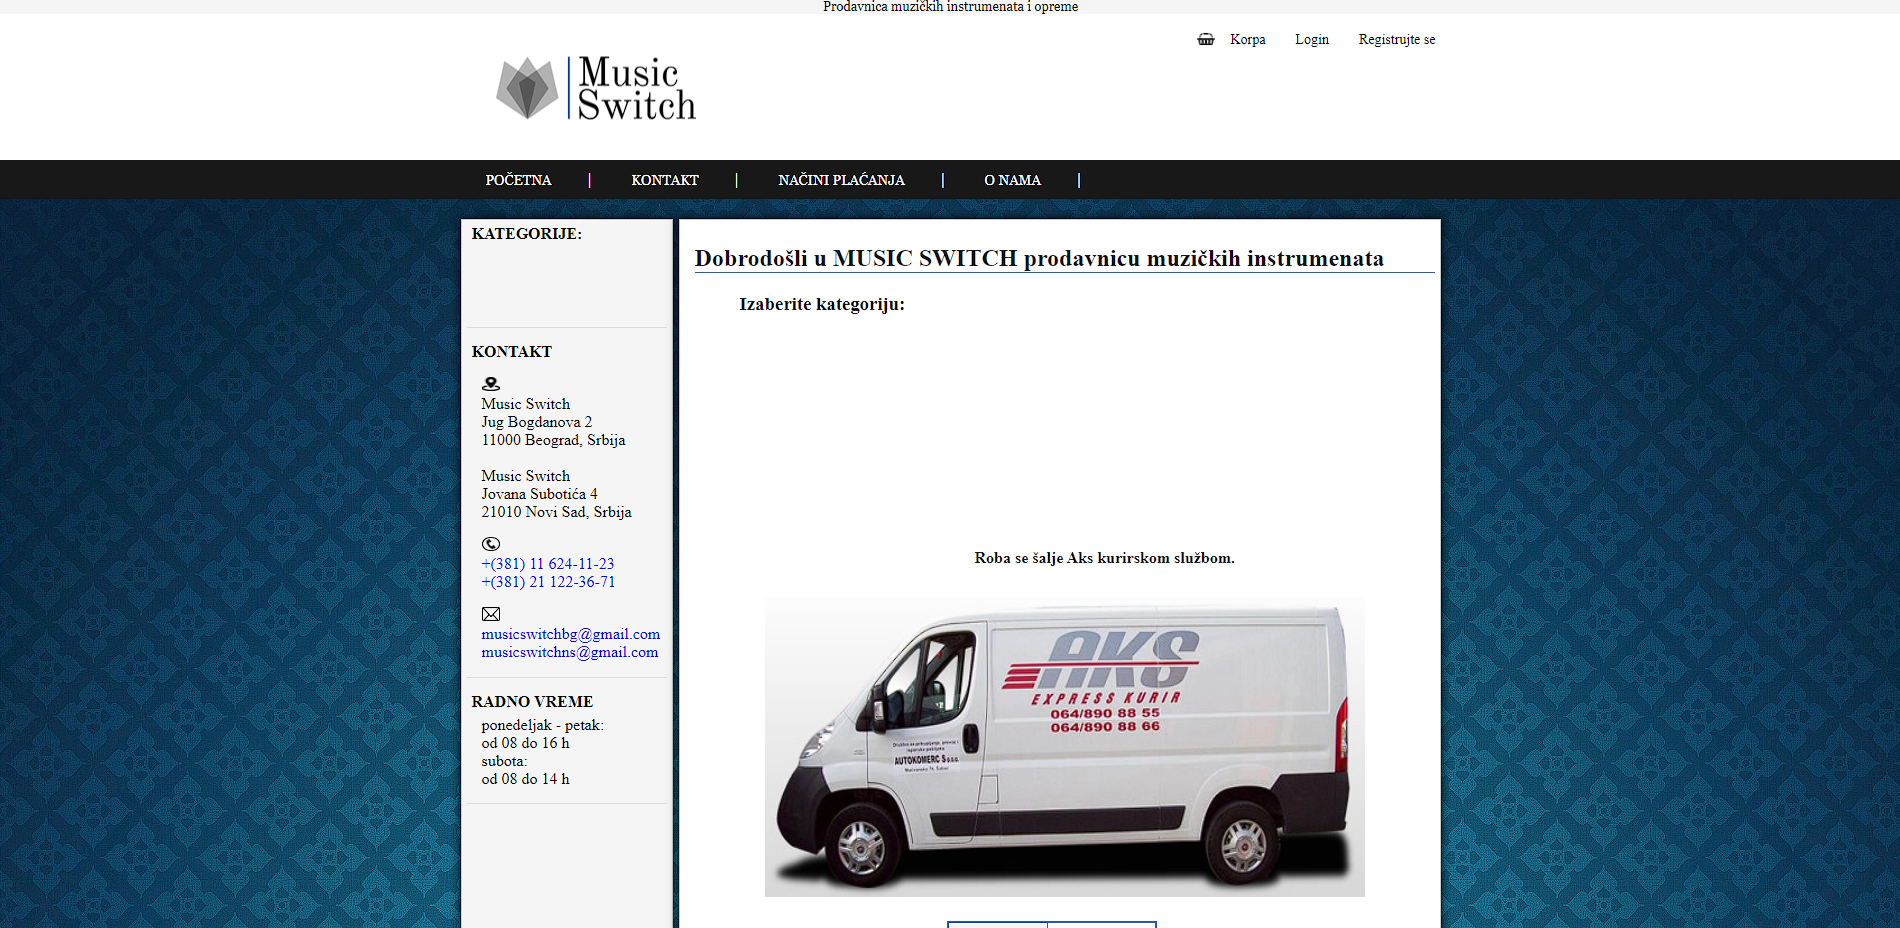 Prodavnica muzičkih instrumenata i opreme
Korpa
Login
Registrujte se
Music
Switch
POČETNA | KONTAKT | NAČINI PLAĆANJA | O NAMA |
KATEGORIJE:
KONTAKT
Music Switch
Jug Bogdanova 2
11000 Beograd, Srbija
Music Switch
Jovana Subotića 4
21010 Novi Sad, Srbija
+(381) 11 624-11-23
+(381) 21 122-36-71
musicswitchbg@gmail.com
musicswitchns@gmail.com
RADNO VREME
ponedeljak - petak:
od 08 do 16 h
subota:
od 08 do 14 h
Dobrodošli u MUSIC SWITCH prodavnicu muzičkih instrumenata
Izaberite kategoriju:
Roba se šalje Aks kurirskom službom.
AKS
EXPRESS KURIR
064/890 88 55
064/890 88 66
AUTOKOMERC S d.o.o.